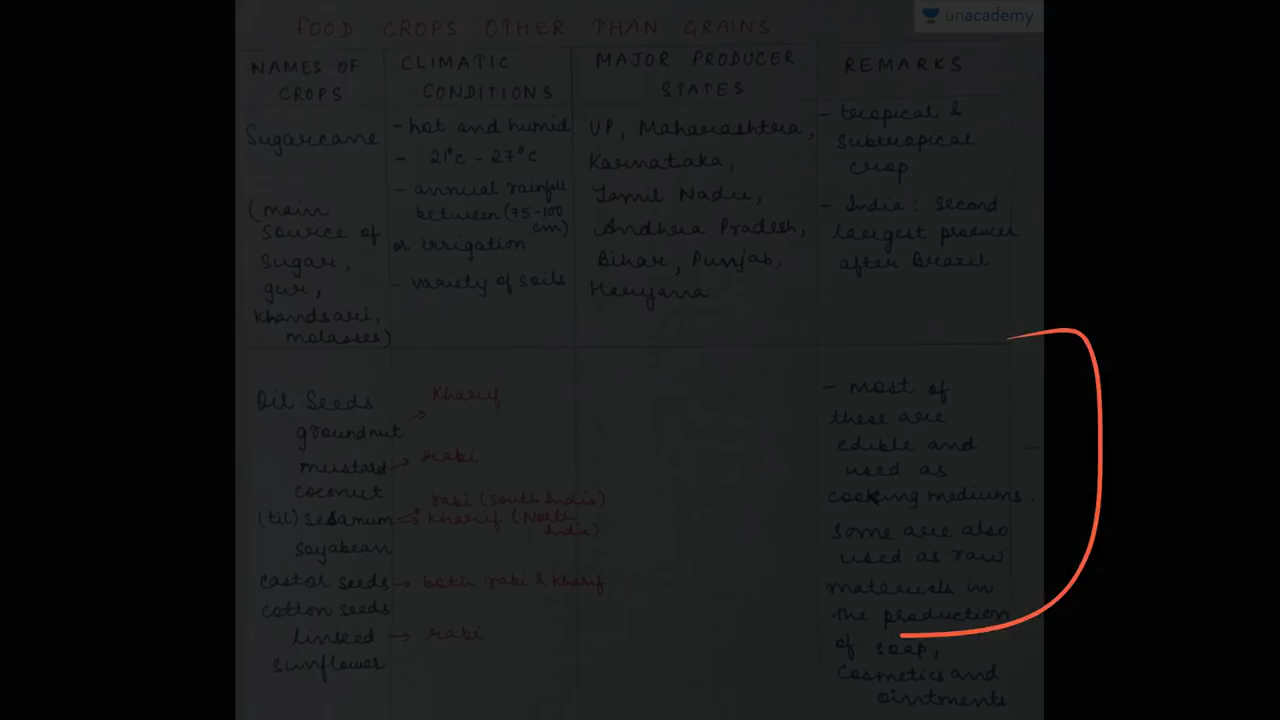 FOOD CROPS OTHER THAN GRAINS
unacademy
NAMES OF CROPS
CLIMATIC CONDITIONS
MAJOR PRODUCER STATES
REMARKS
Sugarcane
(main
source of
sugar,
gur,
khandsari,
molasses)
- hot and humid
- 21°c - 27°c
- annual rainfall
between (75-100
cm)
or irrigation
- variety of soils
UP, Maharashtra,
Karnataka,
Tamil Nadu,
Andhra Pradesh,
Bihar, Punjab,
Haryana
- tropical &
subtropical
crop
- India: second
largest producer
after Brazil
Oil Seeds
groundnut → Kharif
mustard → rabi
coconut
(til) sesamum → rabi (South India)
→ kharif (North
India)
soyabean
castor seeds → both rabi & kharif
cotton seeds
linseed → rabi
sunflower
- most of
these are
edible and
used as
cooking mediums.
Some are also
used as raw
materials in
the production
of soap,
cosmetics and
ointments